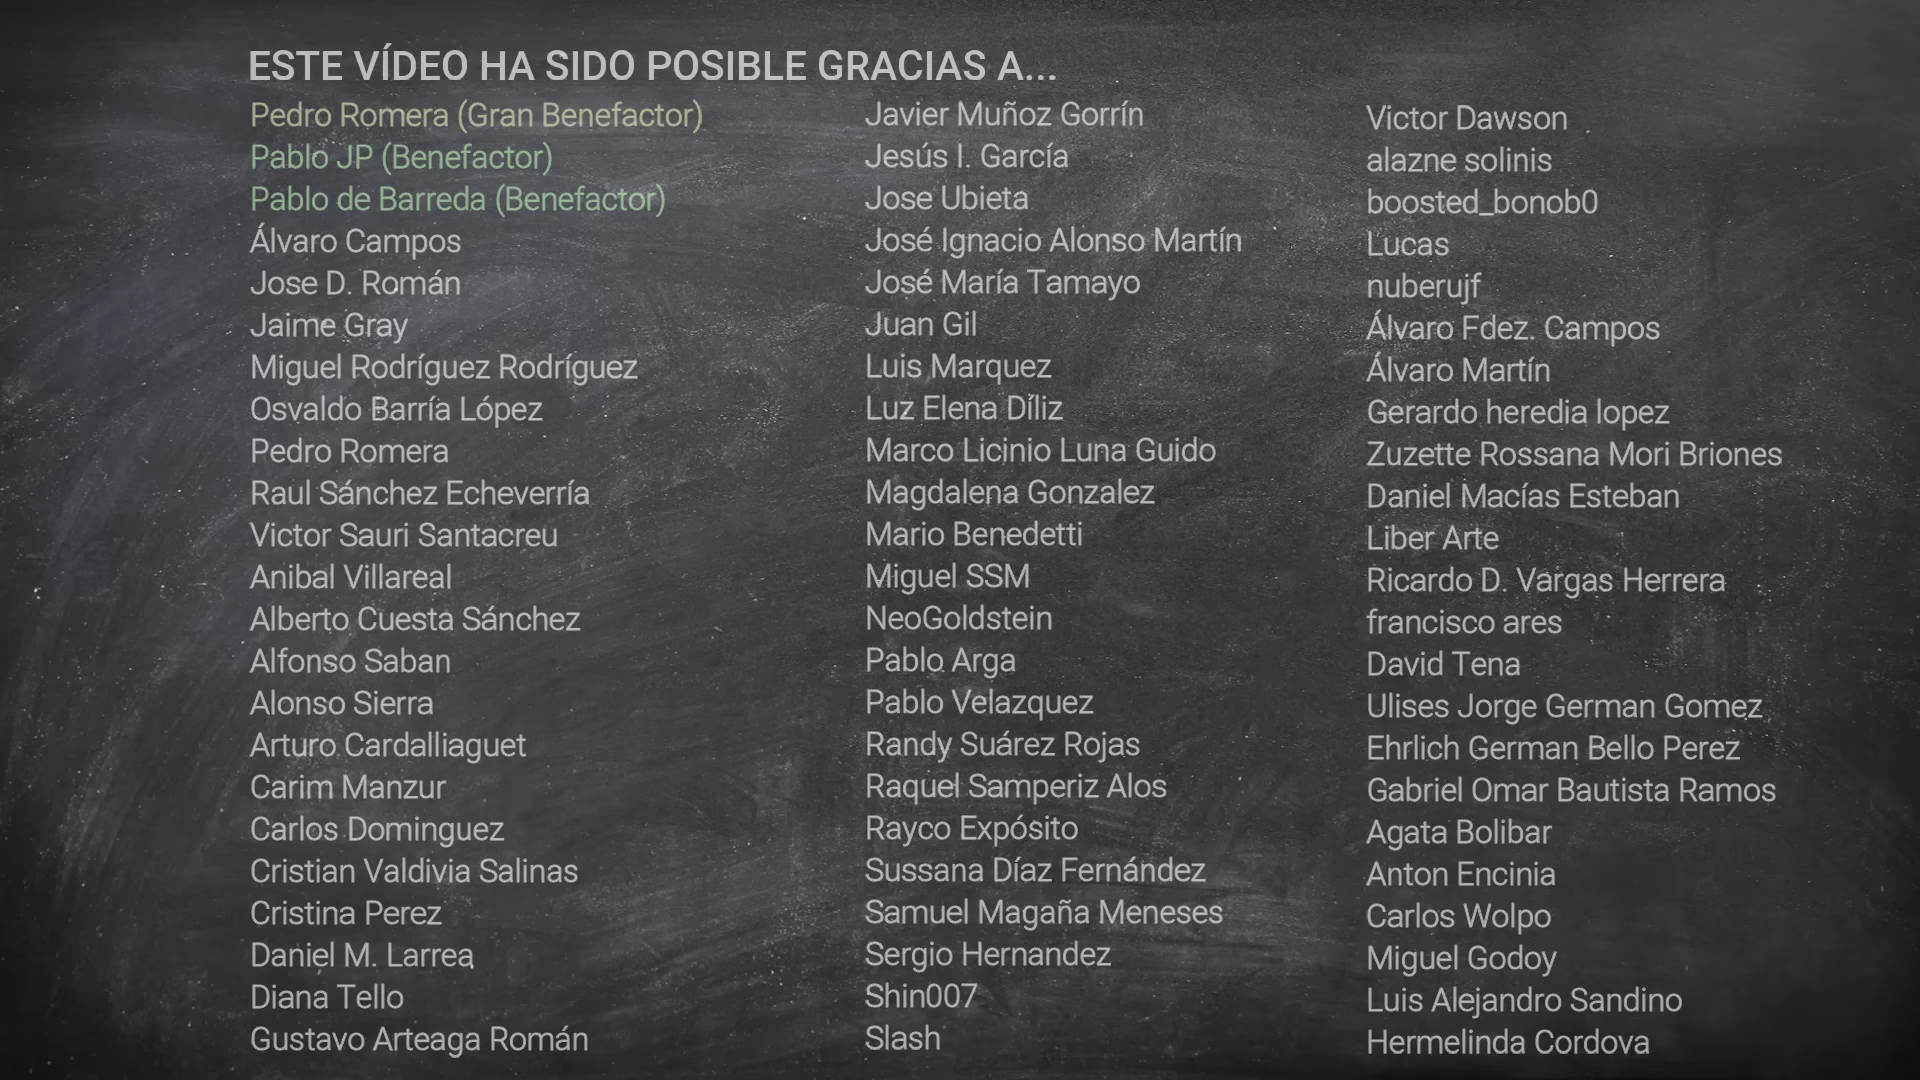 ESTE VÍDEO HA SIDO POSIBLE GRACIAS A...
Pedro Romera (Gran Benefactor)
Pablo JP (Benefactor)
Pablo de Barreda (Benefactor)
Álvaro Campos
Jose D. Román
Jaime Gray
Miguel Rodríguez Rodríguez
Osvaldo Barría López
Pedro Romera
Raul Sánchez Echeverría
Victor Sauri Santacreu
Anibal Villareal
Alberto Cuesta Sánchez
Alfonso Saban
Alonso Sierra
Arturo Cardalliaguet
Carim Manzur
Carlos Dominguez
Cristian Valdivia Salinas
Cristina Perez
Daniel M. Larrea
Diana Tello
Gustavo Arteaga Román
Javier Muñoz Gorrín
Jesús I. García
Jose Ubieta
José Ignacio Alonso Martín
José María Tamayo
Juan Gil
Luis Marquez
Luz Elena Díliz
Marco Licinio Luna Guido
Magdalena Gonzalez
Mario Benedetti
Miguel SSM
NeoGoldstein
Pablo Arga
Pablo Velazquez
Randy Suárez Rojas
Raquel Samperiz Alos
Rayco Expósito
Sussana Díaz Fernández
Samuel Magaña Meneses
Sergio Hernandez
Shin007
Slash
Victor Dawson
alazne solinis
boosted_bonob0
Lucas
nuberujf
Álvaro Fdez. Campos
Álvaro Martín
Gerardo heredia lopez
Zuzette Rossana Mori Briones
Daniel Macías Esteban
Liber Arte
Ricardo D. Vargas Herrera
francisco ares
David Tena
Ulises Jorge German Gomez
Ehrlich German Bello Perez
Gabriel Omar Bautista Ramos
Agata Bolibar
Anton Encinia
Carlos Wolpo
Miguel Godoy
Luis Alejandro Sandino
Hermelinda Cordova